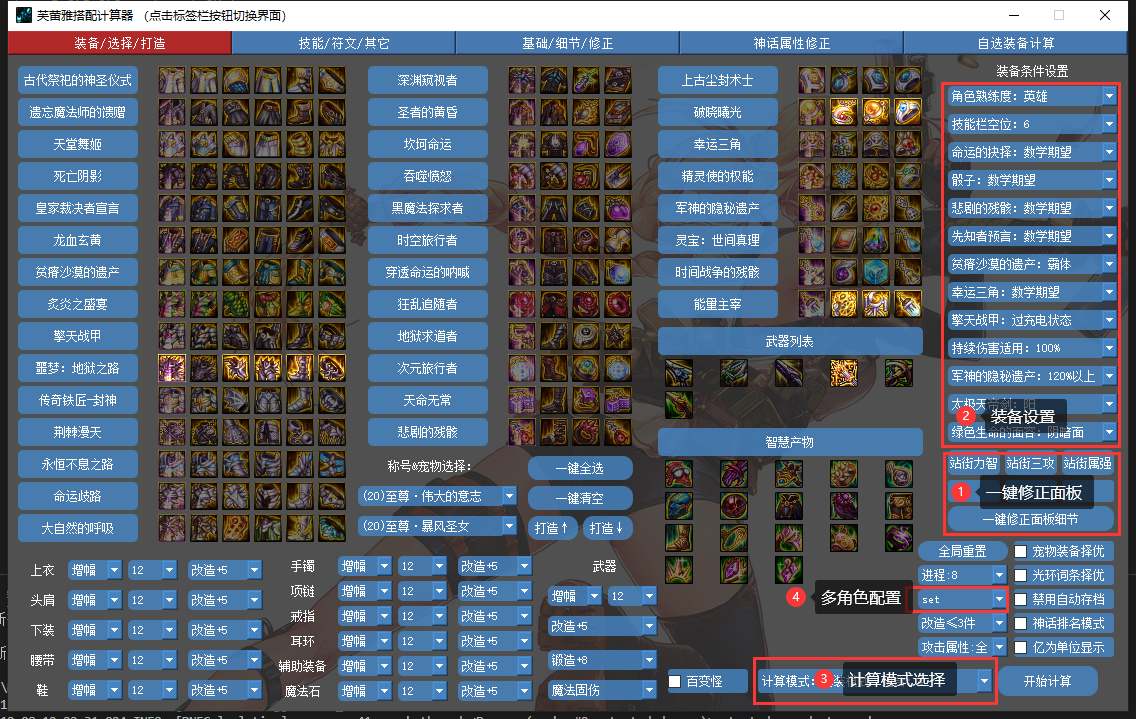 芙蕾雅搭配计算器 (点击标签栏按钮切换界面)
装备/选择/打造
技能/符文/其它
基础/细节/修正
神话属性修正
自选装备计算
古代祭祀的神圣仪式
遗忘魔法师的馈赠
天堂舞姬
死亡阴影
皇家裁决者宣言
龙血玄黄
贫瘠沙漠的遗产
炙炎之盛宴
擎天战甲
噩梦：地狱之路
传奇铁匠-封神
荆棘漫天
永恒不息之路
命运歧路
大自然的呼吸
深渊窥视者
圣者的黄昏
坎坷命运
吞噬愤怒
黑魔法探求者
时空旅行者
穿透命运的呐喊
狂乱追随者
地狱求道者
次元旅行者
天命无常
悲剧的残骸
称号&宠物选择：
(20)至尊·伟大的意志
(20)至尊·暴风圣女
一键全选
一键清空
打造↑
打造↓
上古尘封术士
破晓曦光
幸运三角
精灵使的权能
军神的隐秘遗产
灵宝：世间真理
时间战争的残骸
能量主宰
武器列表
智慧产物
装备条件设置
角色熟练度：英雄
技能栏空位：6
命运的抉择：数学期望
骰子：数学期望
悲剧的残骸：数学期望
先知者预言：数学期望
贫瘠沙漠的遗产：霸体
幸运三角：数学期望
擎天战甲：过充电状态
持续伤害适用：100%
军神的隐秘遗产：120%以上
2 装备设置
站街力智
站街三攻
站街属强
1 一键修正面板
一键修正面板细节
全局重置
宠物装备择优
进程:8
光环词条择优
4 多角色配置
set
禁用自动存档
改造≤3件
神话排名模式
攻击属性:全
亿为单位显示
上衣 增幅 12 改造+5
头肩 增幅 12 改造+5
下装 增幅 12 改造+5
腰带 增幅 12 改造+5
鞋 增幅 12 改造+5
手镯 增幅 12 改造+5
项链 增幅 12 改造+5
戒指 增幅 12 改造+5
耳环 增幅 12 改造+5
辅助装备 增幅 12 改造+5
魔法石 增幅 12 改造+5
武器
增幅 12
改造+5
锻造+8
魔法固伤
百变怪
计算模式：
3 计算模式选择
开始计算